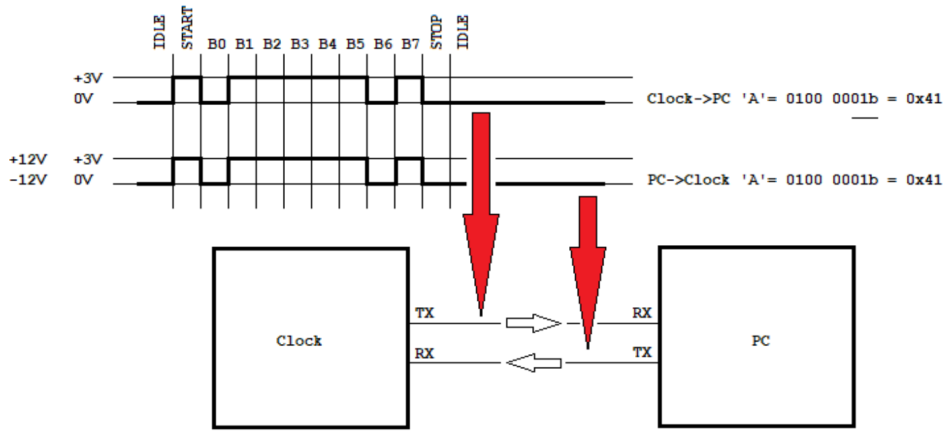 IDLE START B0 B1 B2 B3 B4 B5 B6 B7 STOP IDLE
+3V
0V Clock->PC 'A'= 0100 0001b = 0x41
+12V +3V
-12V 0V PC->Clock 'A'= 0100 0001b = 0x41
TX RX
Clock PC
RX TX